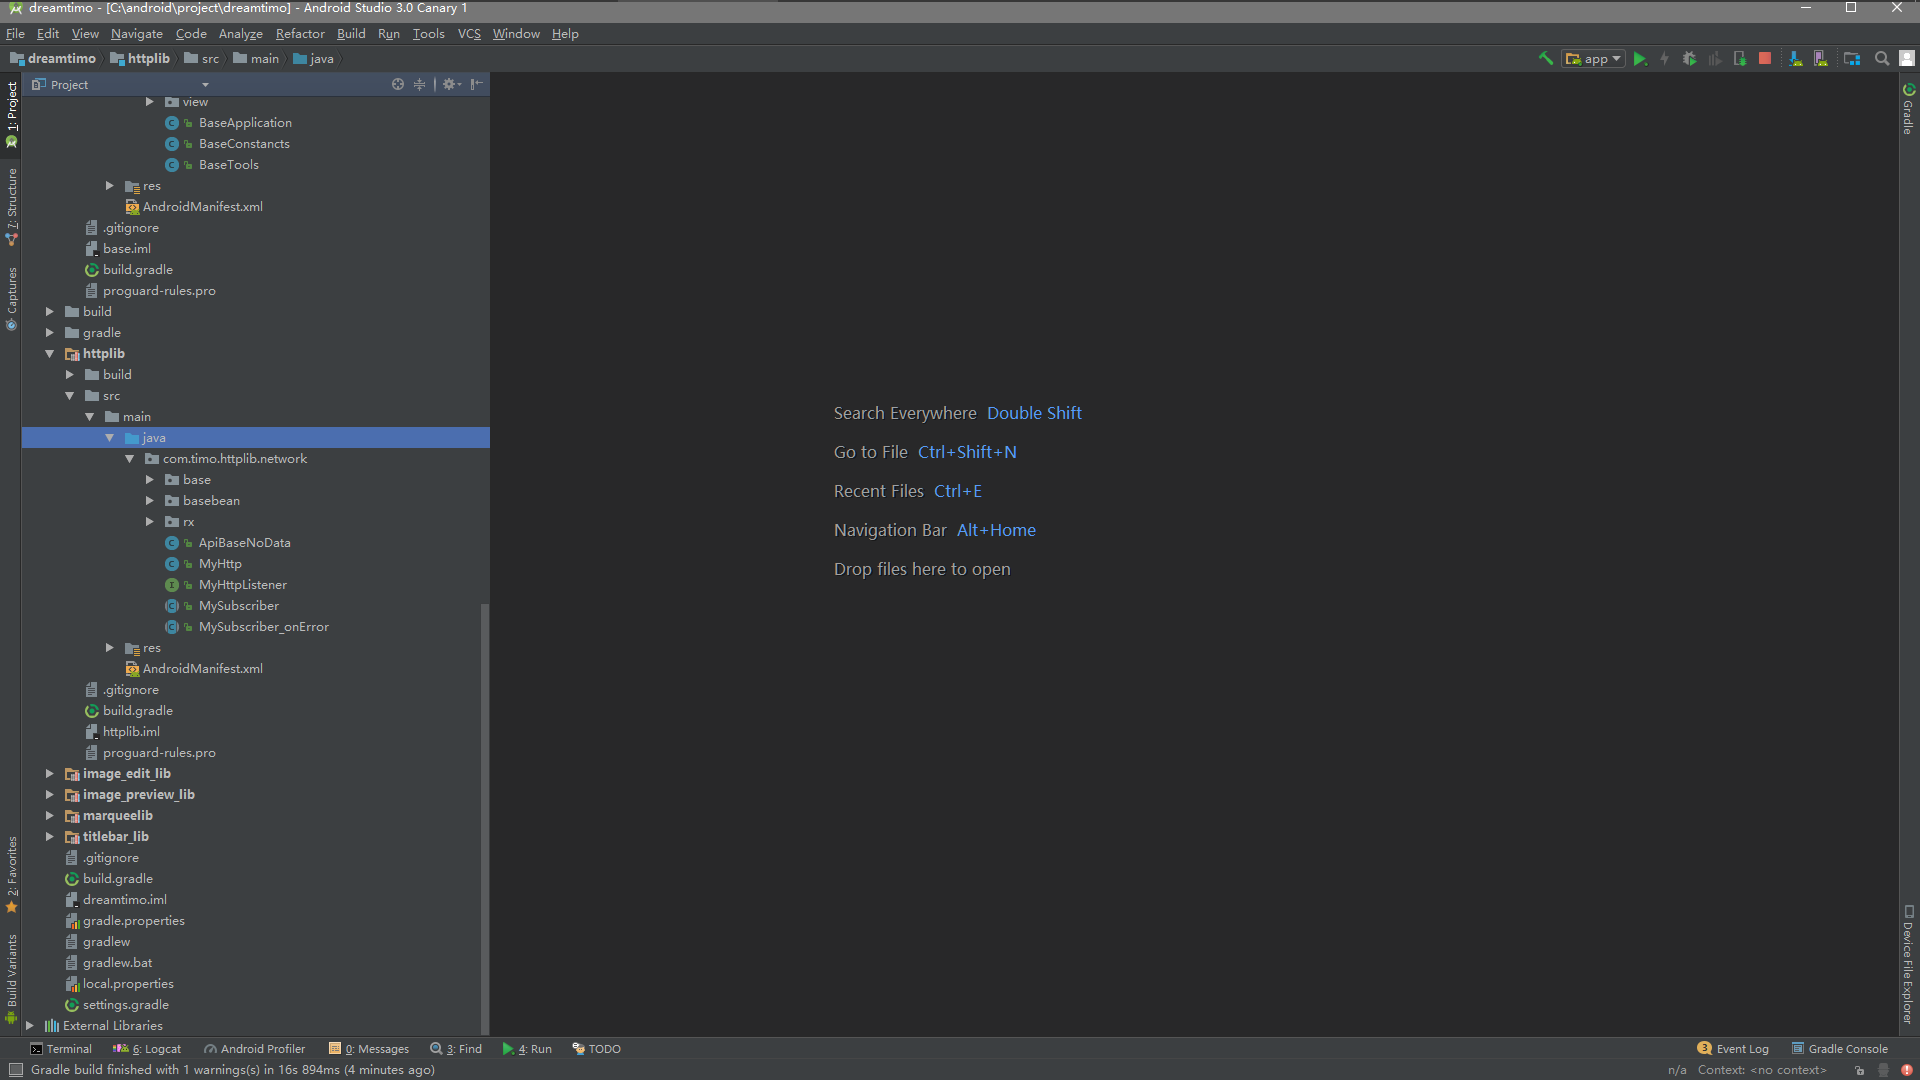 dreamtimo - [C:\android\project\dreamtimo] - Android Studio 3.0 Canary 1
File Edit View Navigate Code Analyze Refactor Build Run Tools VCS Window Help
dreamtimo httplib src main java app
Project
view
BaseApplication
BaseConstancts
BaseTools
res
AndroidManifest.xml
.gitignore
base.iml
build.gradle
proguard-rules.pro
build
gradle
httplib
build
src
main
java
com.timo.httplib.network
base
basebean
rx
ApiBaseNoData
MyHttp
MyHttpListener
MySubscriber
MySubscriber_onError
res
AndroidManifest.xml
.gitignore
build.gradle
httplib.iml
proguard-rules.pro
image_edit_lib
image_preview_lib
marqueelib
titlebar_lib
.gitignore
build.gradle
dreamtimo.iml
gradle.properties
gradlew
gradlew.bat
local.properties
settings.gradle
External Libraries
1: Project
7: Structure
Captures
2: Favorites
Build Variants
Search Everywhere Double Shift
Go to File Ctrl+Shift+N
Recent Files Ctrl+E
Navigation Bar Alt+Home
Drop files here to open
Gradle
Device File Explorer
Terminal 6: Logcat Android Profiler 0: Messages 3: Find 4: Run TODO 3 Event Log Gradle Console
Gradle build finished with 1 warnings(s) in 16s 894ms (4 minutes ago) n/a Context: <no context>